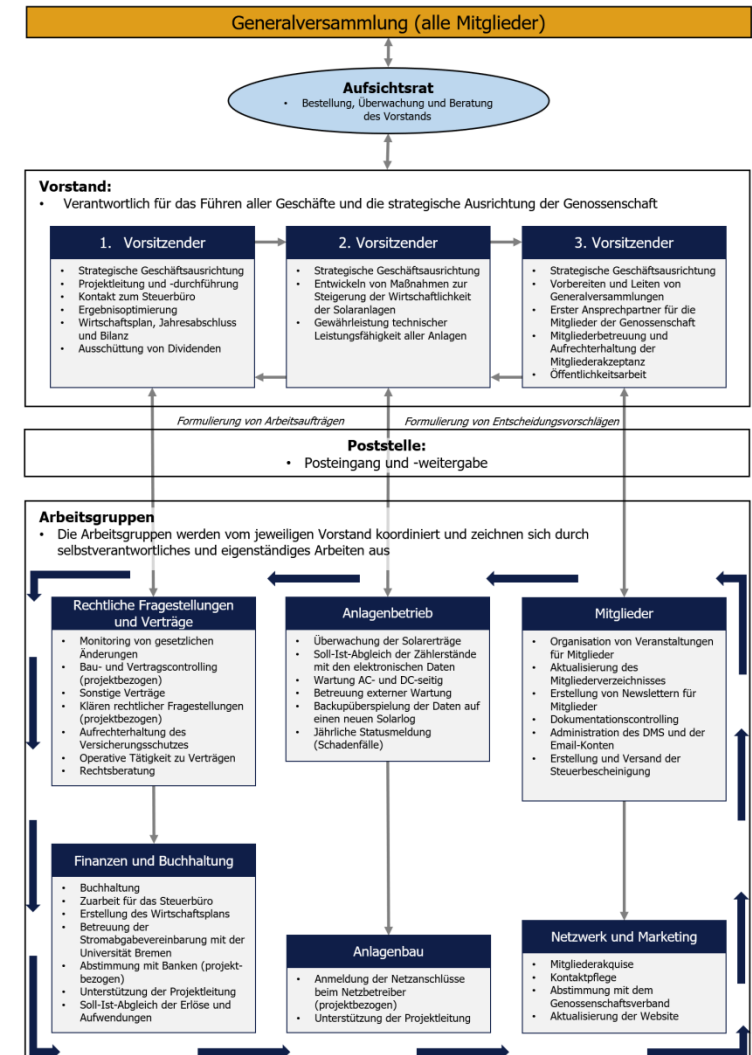 Generalversammlung (alle Mitglieder)
Aufsichtsrat
• Bestellung, Überwachung und Beratung
des Vorstands
Vorstand:
• Verantwortlich für das Führen aller Geschäfte und die strategische Ausrichtung der Genossenschaft
1. Vorsitzender
• Strategische Geschäftsausrichtung
• Projektleitung und -durchführung
• Kontakt zum Steuerbüro
• Ergebnisoptimierung
• Wirtschaftsplan, Jahresabschluss
und Bilanz
• Ausschüttung von Dividenden
2. Vorsitzender
• Strategische Geschäftsausrichtung
• Entwickeln von Maßnahmen zur
Steigerung der Wirtschaftlichkeit
der Solaranlagen
• Gewährleistung technischer
Leistungsfähigkeit aller Anlagen
3. Vorsitzender
• Strategische Geschäftsausrichtung
• Vorbereiten und Leiten von
Generalversammlungen
• Erster Ansprechpartner für die
Mitglieder der Genossenschaft
• Mitgliederbetreuung und
Aufrechterhaltung der
Mitgliederakzeptanz
• Öffentlichkeitsarbeit
Formulierung von Arbeitsaufträgen
Formulierung von Entscheidungsvorschlägen
Poststelle:
• Posteingang und -weitergabe
Arbeitsgruppen
• Die Arbeitsgruppen werden vom jeweiligen Vorstand koordiniert und zeichnen sich durch
selbstverantwortliches und eigenständiges Arbeiten aus
Rechtliche Fragestellungen
und Verträge
• Monitoring von gesetzlichen
Änderungen
• Bau- und Vertragscontrolling
(projektbezogen)
• Sonstige Verträge
• Klären rechtlicher Fragestellungen
(projektbezogen)
• Aufrechterhaltung des
Versicherungsschutzes
• Operative Tätigkeit zu Verträgen
• Rechtsberatung
Anlagenbetrieb
• Überwachung der Solarerträge
• Soll-Ist-Abgleich der Zählerstände
mit den elektronischen Daten
• Wartung AC- und DC-seitig
• Betreuung externer Wartung
• Backupüberspielung der Daten auf
einen neuen Solarlog
• Jährliche Statusmeldung
(Schadenfälle)
Mitglieder
• Organisation von Veranstaltungen
für Mitglieder
• Aktualisierung des
Mitgliederverzeichnisses
• Erstellung von Newslettern für
Mitglieder
• Dokumentationscontrolling
• Administration des DMS und der
Email-Konten
• Erstellung und Versand der
Steuerbescheinigung
Finanzen und Buchhaltung
• Buchhaltung
• Zuarbeit für das Steuerbüro
• Erstellung des Wirtschaftsplans
• Betreuung der
Stromabgabevereinbarung mit der
Universität Bremen
• Abstimmung mit Banken (projekt-
bezogen)
• Unterstützung der Projektleitung
• Soll-Ist-Abgleich der Erlöse und
Aufwendungen
Anlagenbau
• Anmeldung der Netzanschlüsse
beim Netzbetreiber
(projektbezogen)
• Unterstützung der Projektleitung
Netzwerk und Marketing
• Mitgliederakquise
• Kontaktpflege
• Abstimmung mit dem
Genossenschaftsverband
• Aktualisierung der Website